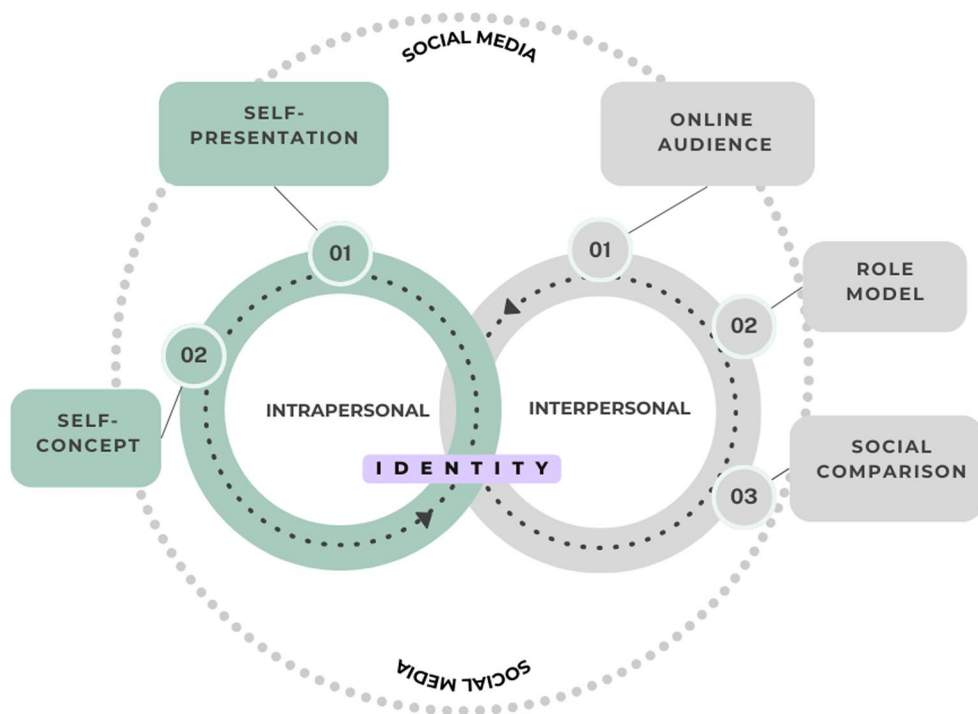 SOCIAL MEDIA
SELF-
PRESENTATION
ONLINE
AUDIENCE
01
01
ROLE
MODEL
02
02
SELF-
CONCEPT
INTRAPERSONAL
INTERPERSONAL
SOCIAL
COMPARISON
IDENTITY
03
SOCIAL MEDIA